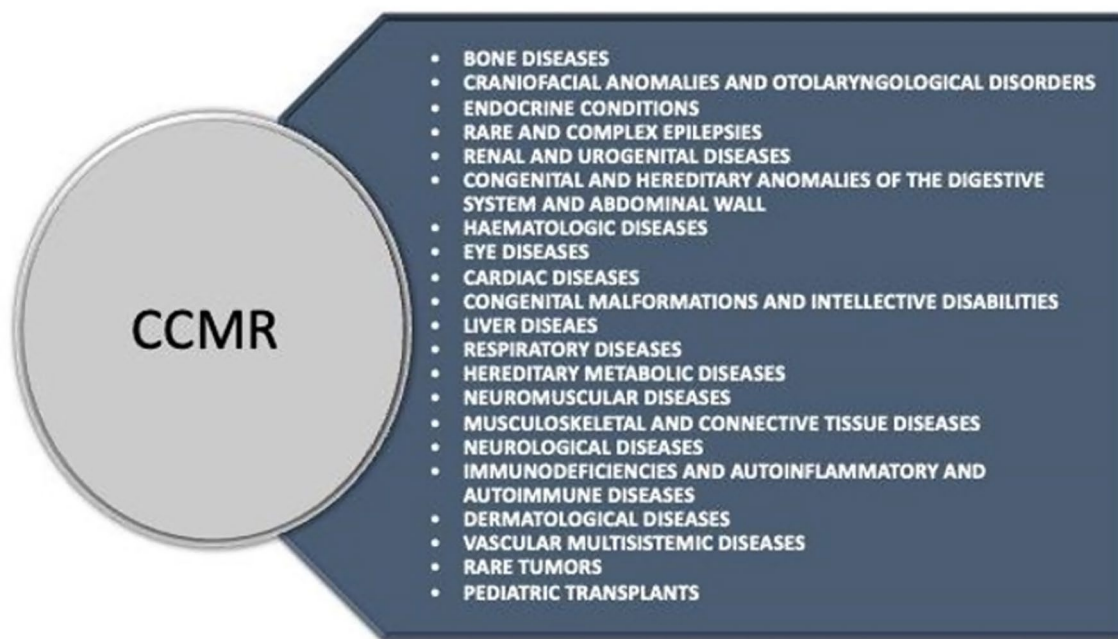 CCMR
• BONE DISEASES
• CRANIOFACIAL ANOMALIES AND OTOLARYNGOLOGICAL DISORDERS
• ENDOCRINE CONDITIONS
• RARE AND COMPLEX EPILEPSIES
• RENAL AND UROGENITAL DISEASES
• CONGENITAL AND HEREDITARY ANOMALIES OF THE DIGESTIVE
SYSTEM AND ABDOMINAL WALL
• HAEMATOLOGIC DISEASES
• EYE DISEASES
• CARDIAC DISEASES
• CONGENITAL MALFORMATIONS AND INTELLECTIVE DISABILITIES
• LIVER DISEAES
• RESPIRATORY DISEASES
• HEREDITARY METABOLIC DISEASES
• NEUROMUSCULAR DISEASES
• MUSCULOSKELETAL AND CONNECTIVE TISSUE DISEASES
• NEUROLOGICAL DISEASES
• IMMUNODEFICIENCIES AND AUTOINFLAMMATORY AND
AUTOIMMUNE DISEASES
• DERMATOLOGICAL DISEASES
• VASCULAR MULTISISTEMIC DISEASES
• RARE TUMORS
• PEDIATRIC TRANSPLANTS